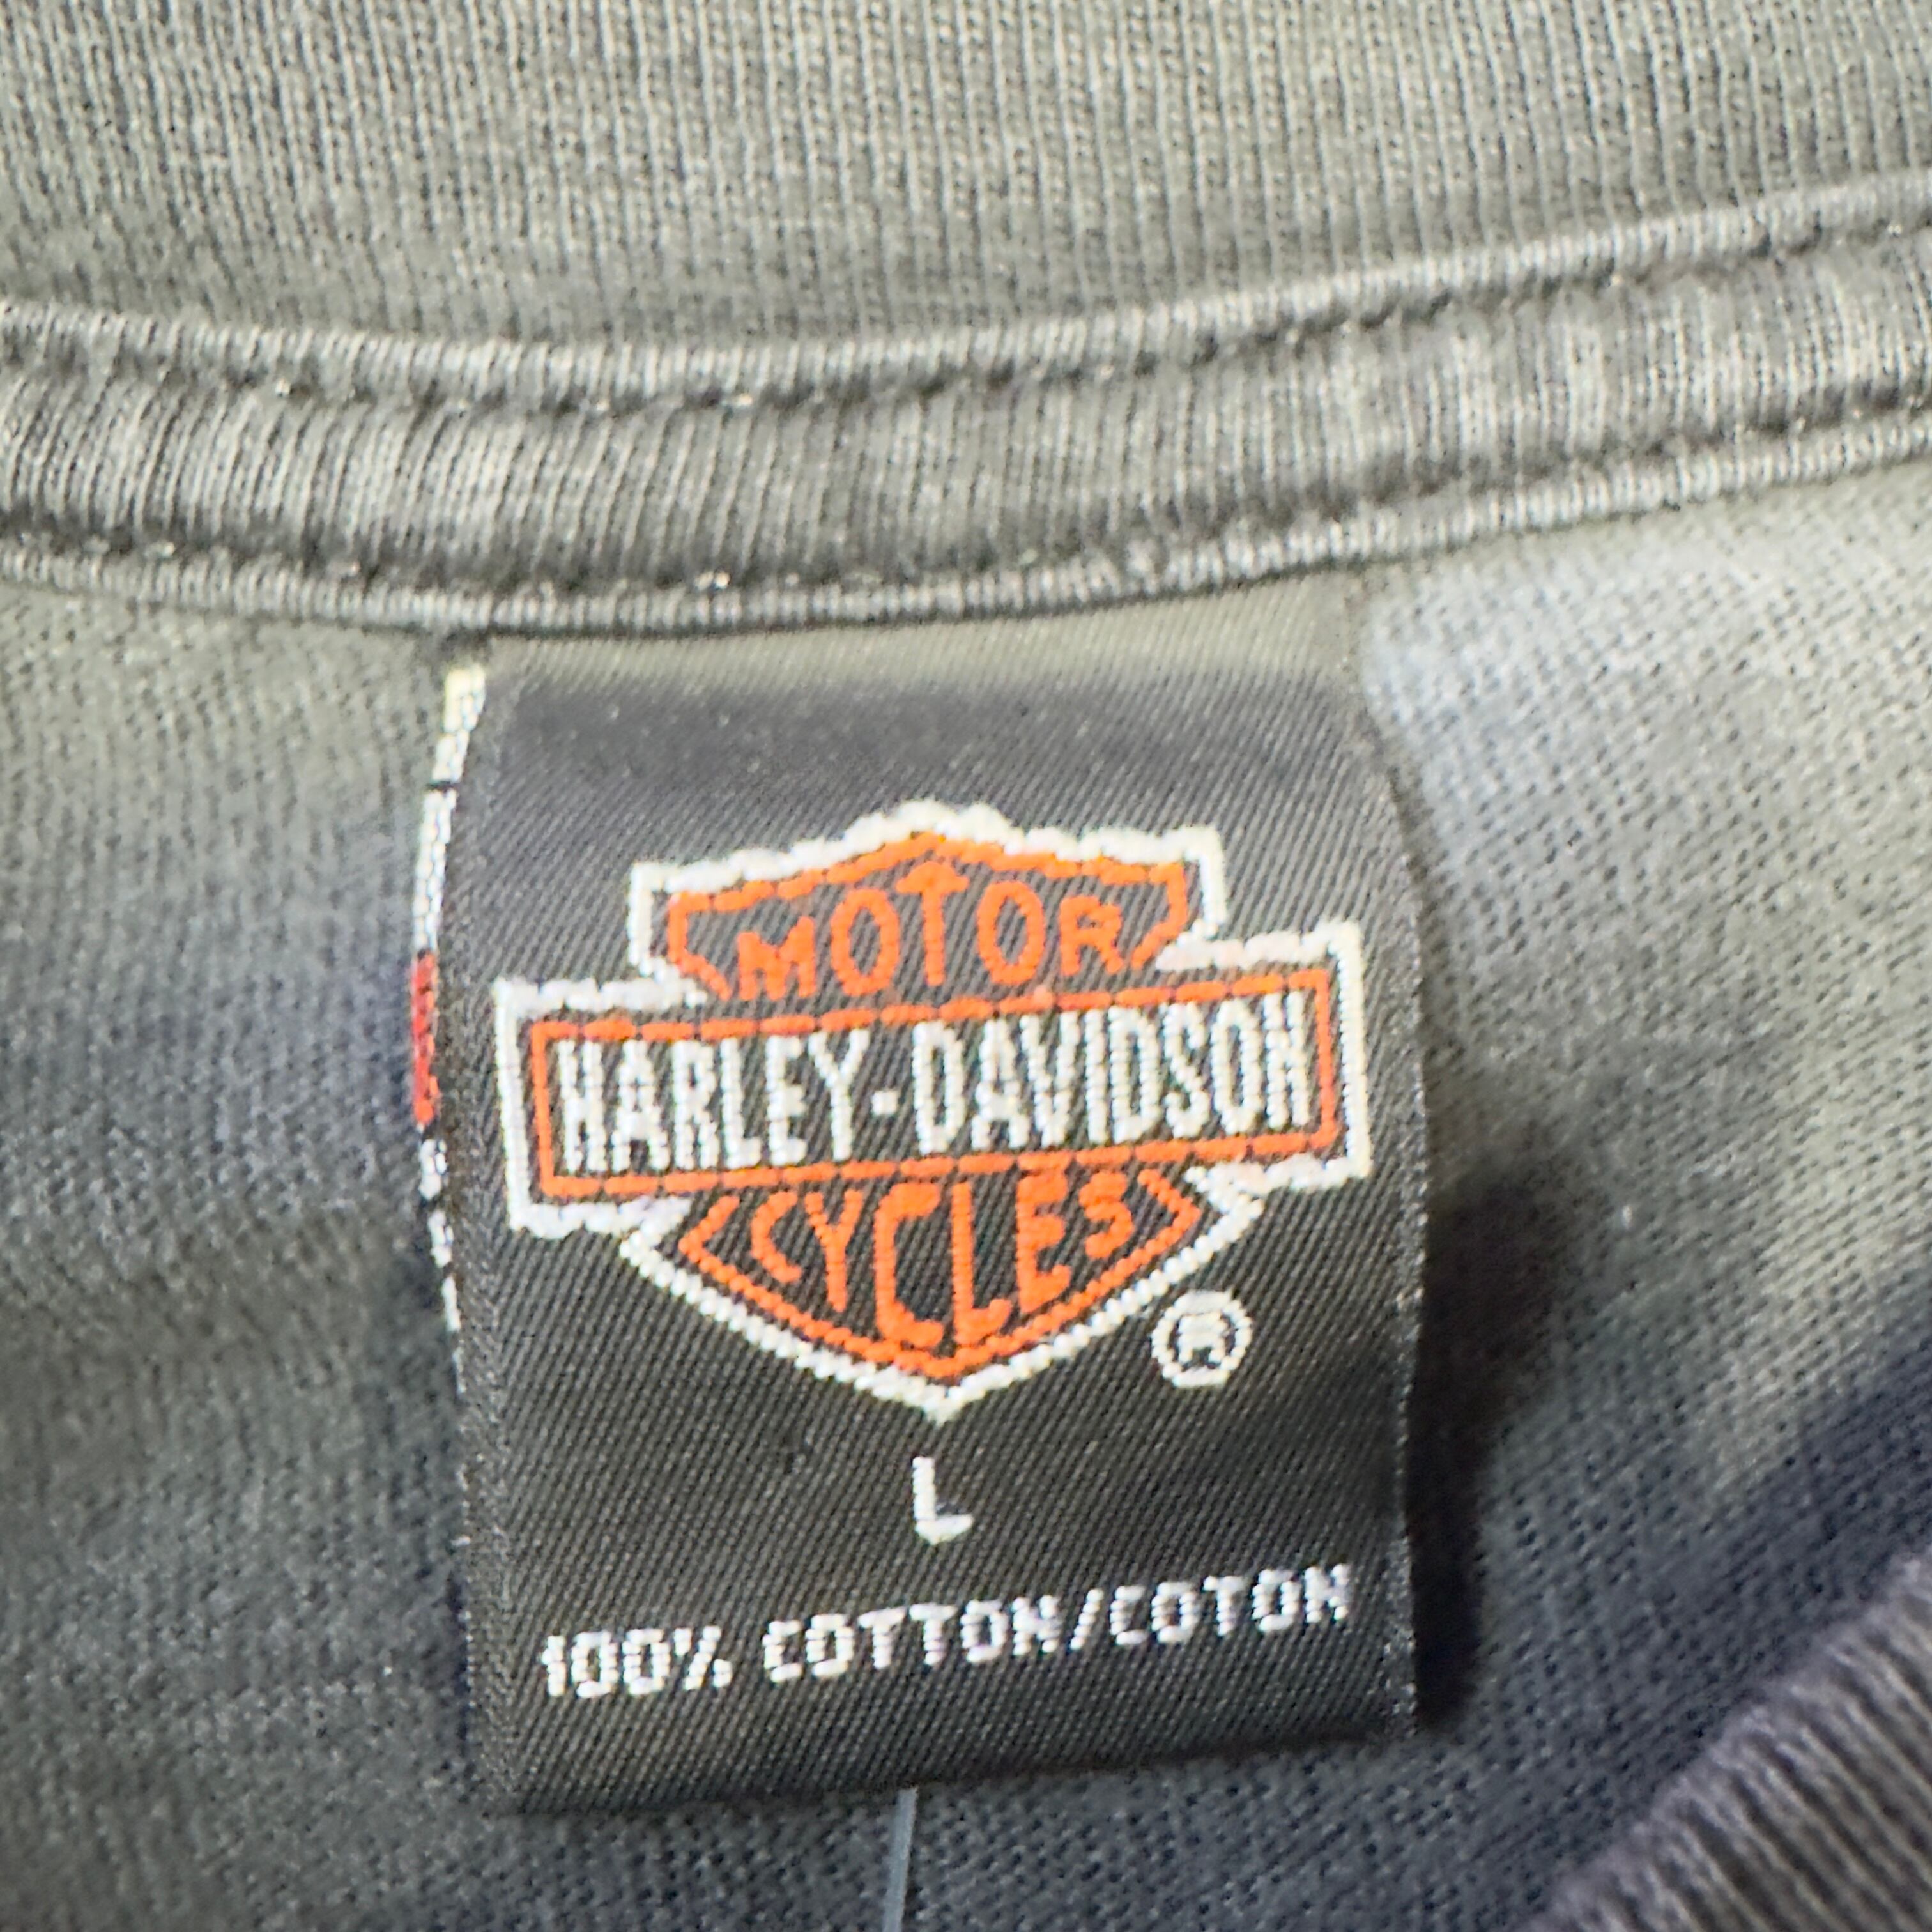 MOTOR
HARLEY-DAVIDSON
CYCLES
®
L
100% COTTON/COTON